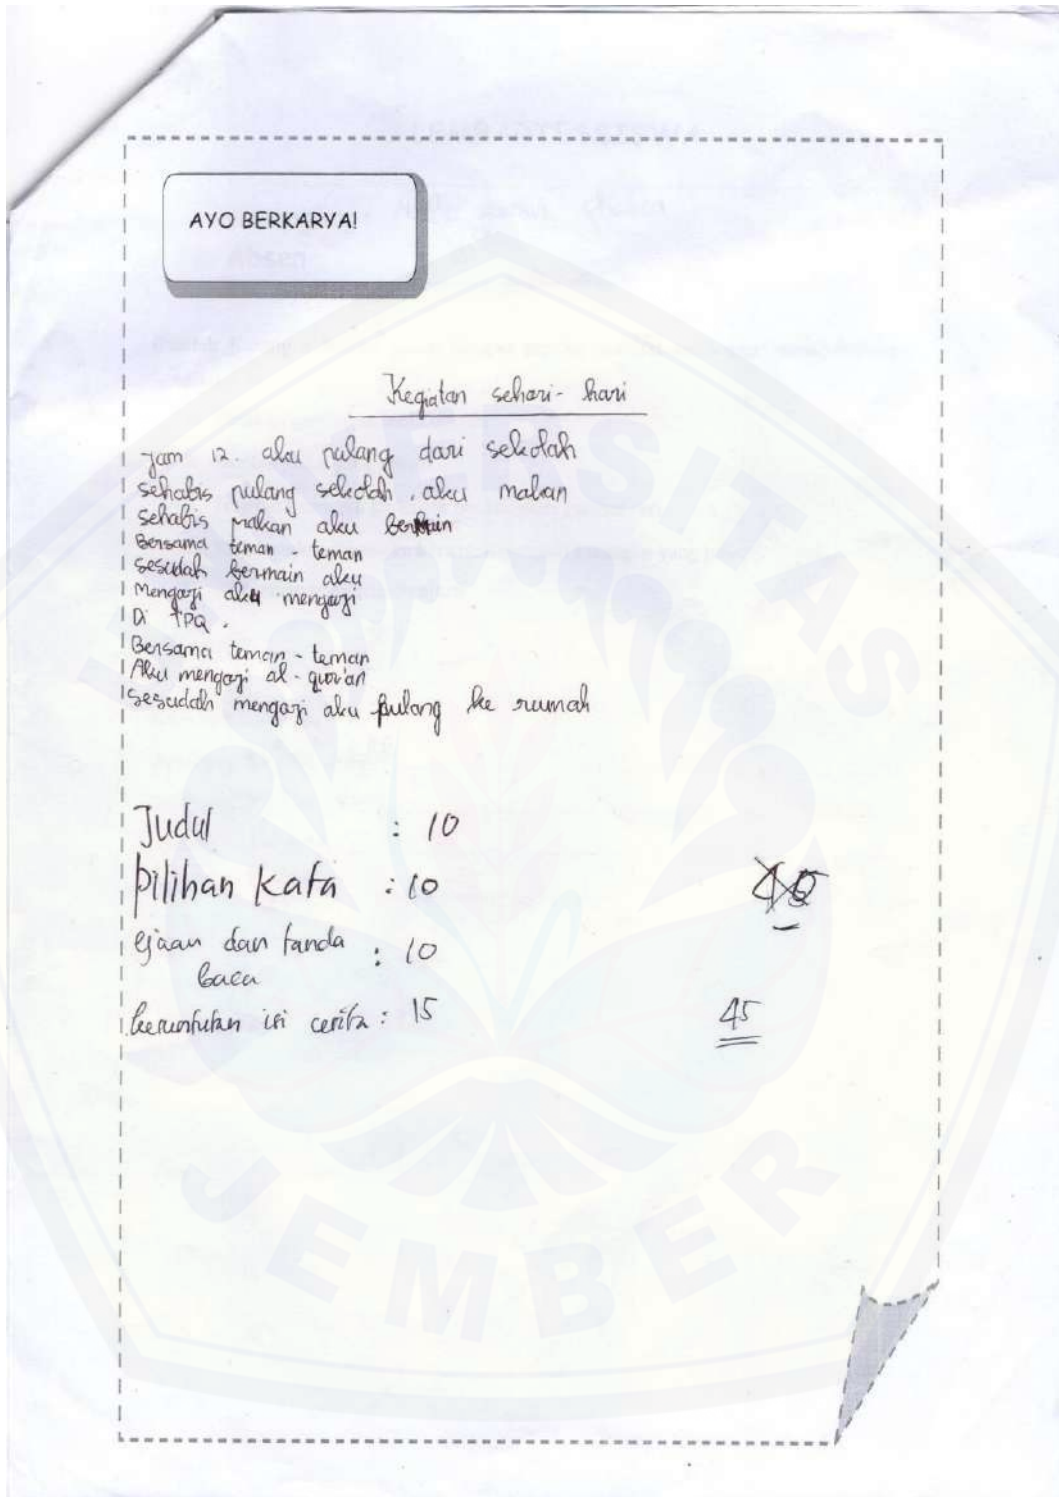 AYO BERKARYA!
Kegiatan sehari-hari
Jam 12. aku pulang dari sekolah
sehabis pulang sekolah. aku makan
Sehabis makan aku bermain
Bersama teman-teman
sesudah bermain aku
Mengaji aku mengaji
Di TPQ.
Bersama teman-teman
Aku mengaji al-qur'an
sesudah mengaji aku pulang ke rumah
Judul : 10
Pilihan kata : 10
ejaan dan tanda : 10
baca
keruntutan isi cerita : 15
45
UNIVERSITAS
JEMBER